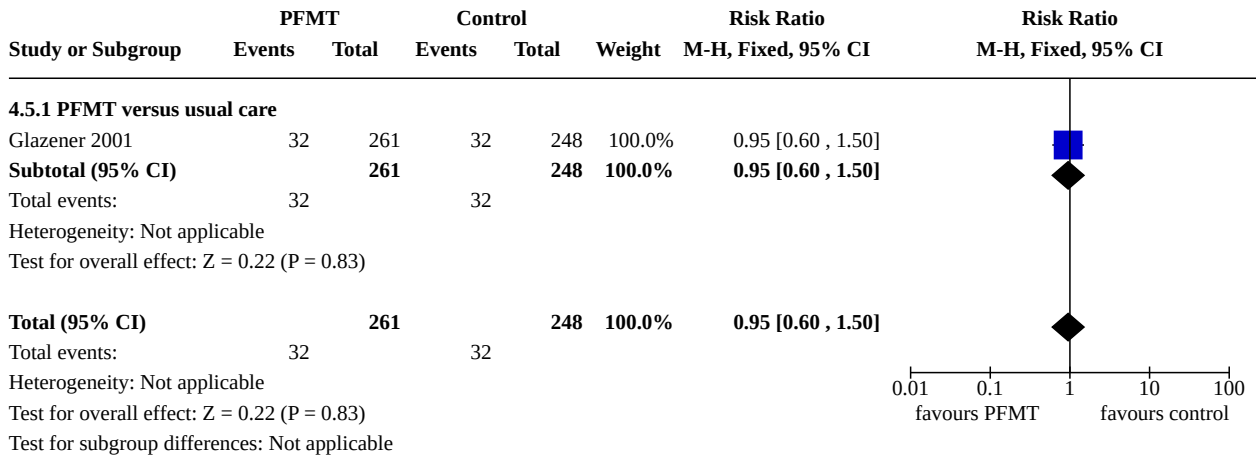 PFMT Control Risk Ratio Risk Ratio
Study or Subgroup Events Total Events Total Weight M-H, Fixed, 95% CI M-H, Fixed, 95% CI
4.5.1 PFMT versus usual care
Glazener 2001 32 261 32 248 100.0% 0.95 [0.60 , 1.50]
Subtotal (95% CI) 261 248 100.0% 0.95 [0.60 , 1.50]
Total events: 32 32
Heterogeneity: Not applicable
Test for overall effect: Z = 0.22 (P = 0.83)
Total (95% CI) 261 248 100.0% 0.95 [0.60 , 1.50]
Total events: 32 32
Heterogeneity: Not applicable
0.01 0.1 1 10 100
Test for overall effect: Z = 0.22 (P = 0.83) favours PFMT favours control
Test for subgroup differences: Not applicable